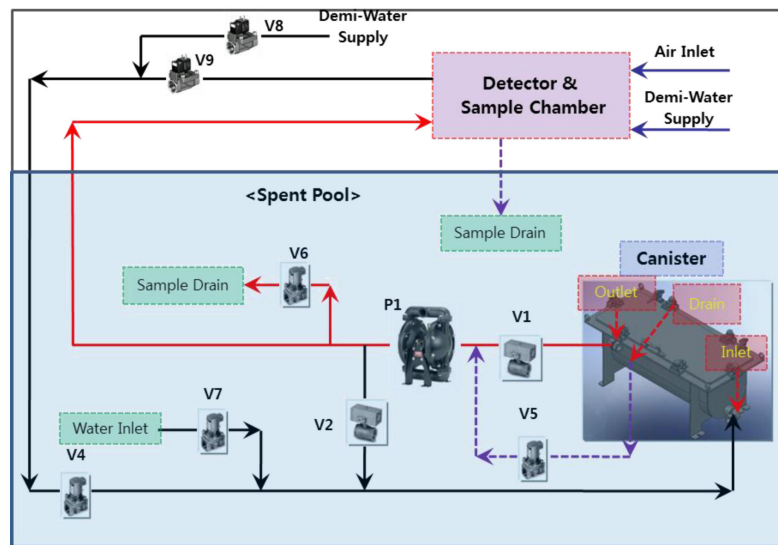 V8
Demi-Water
Supply
V9
Detector &
Sample Chamber
Air Inlet
Demi-Water
Supply
<Spent Pool>
Sample Drain
V6
Sample Drain
Canister
P1
V1
Outlet
Drain
Inlet
V7
Water Inlet
V2
V5
V4